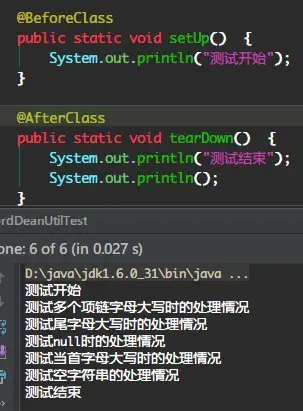 @BeforeClass
public static void setUp() {
System.out.println("测试开始");
}
@AfterClass
public static void tearDown() {
System.out.println("测试结束");
System.out.println();
}
ordDeanUtilTest
one: 6 of 6 (in 0.027 s)
D:\java\jdk1.6.0_31\bin\java ...
测试开始
测试多个项链字母大写时的处理情况
测试尾字母大写时的处理情况
测试null时的处理情况
测试当首字母大写时的处理情况
测试空字符串的处理情况
测试结束